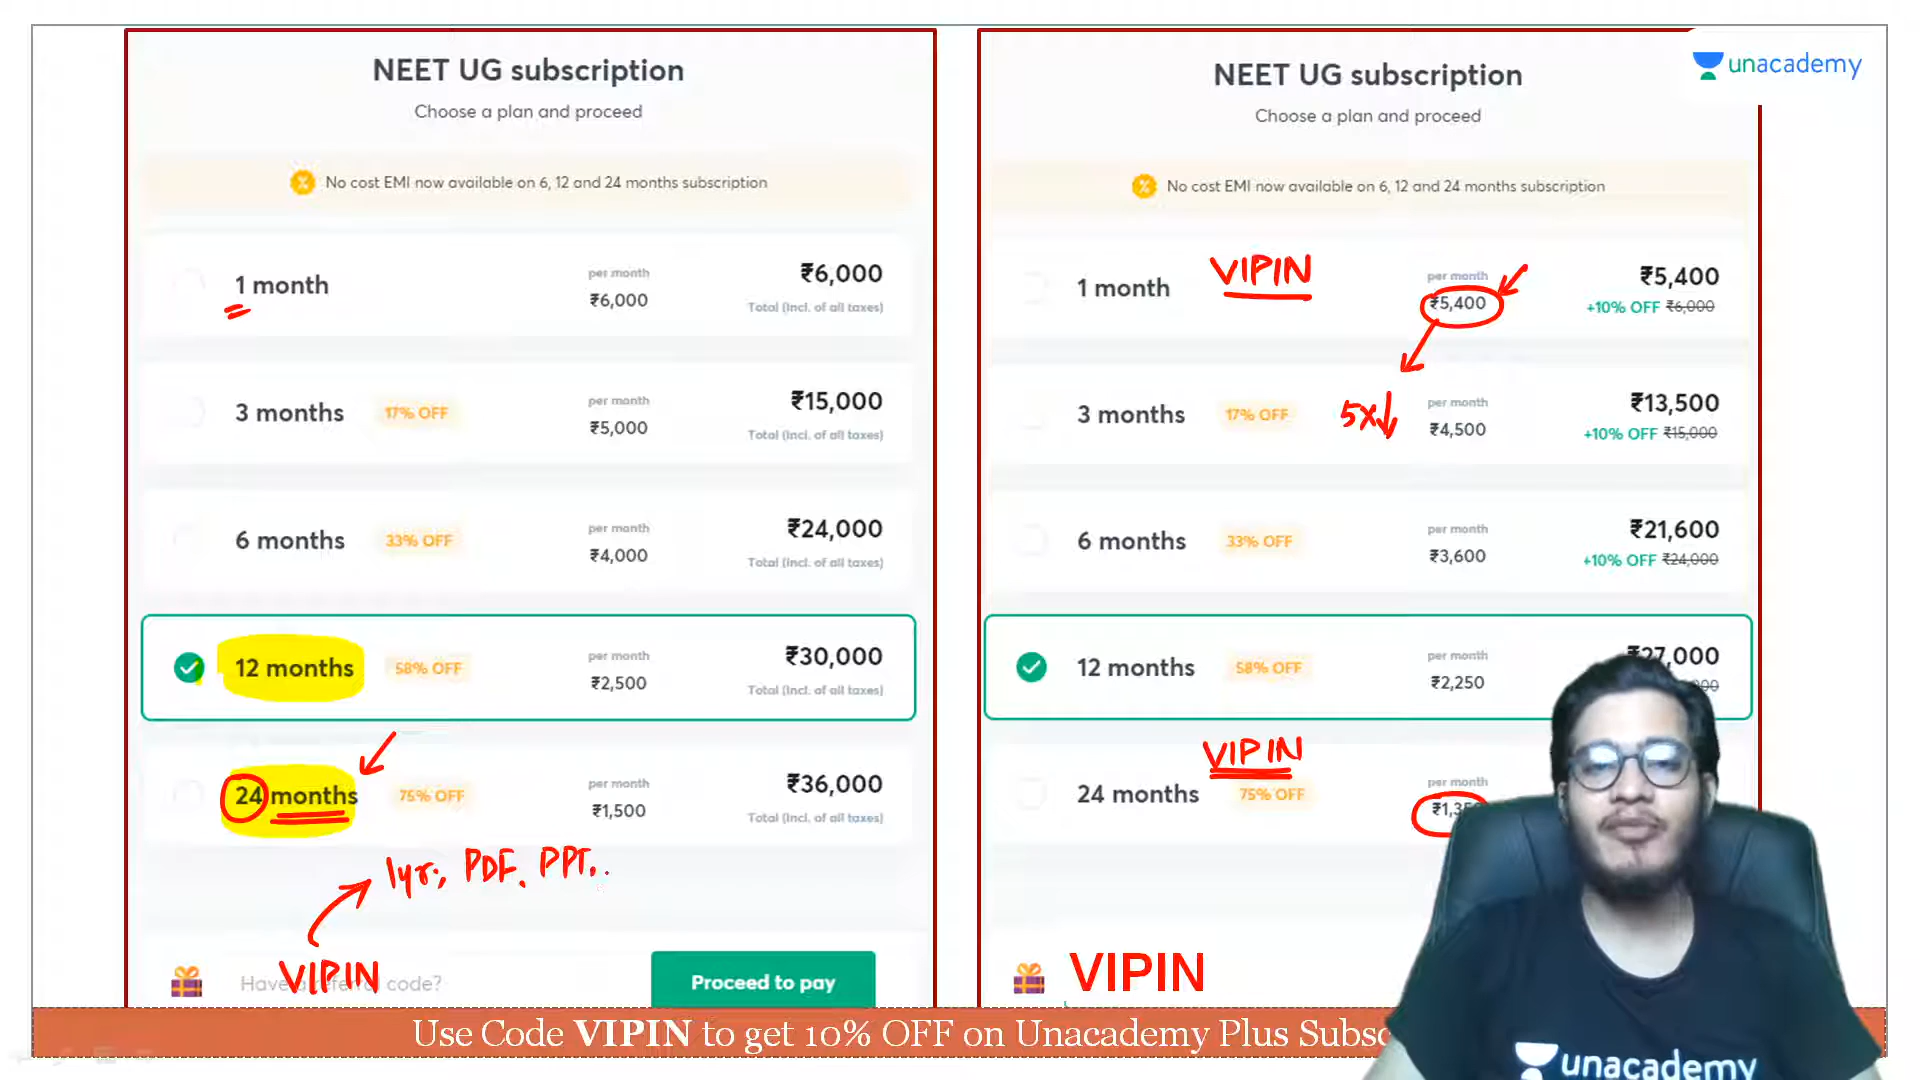 NEET UG subscription
Choose a plan and proceed
No cost EMI now available on 6, 12 and 24 months subscription
1 month
per month
₹6,000
₹6,000
Total (Incl. of all taxes)
3 months
17% OFF
per month
₹5,000
₹15,000
Total (Incl. of all taxes)
6 months
33% OFF
per month
₹4,000
₹24,000
Total (Incl. of all taxes)
12 months
58% OFF
per month
₹2,500
₹30,000
Total (Incl. of all taxes)
24 months
75% OFF
per month
₹1,500
₹36,000
Total (Incl. of all taxes)
1yr., PDF, PPT,.
VIPIN
Have a referral code?
Proceed to pay
unacademy
NEET UG subscription
Choose a plan and proceed
No cost EMI now available on 6, 12 and 24 months subscription
1 month
VIPIN
per month
₹5,400
₹5,400
+10% OFF ₹6,000
3 months
17% OFF
5X
per month
₹4,500
₹13,500
+10% OFF ₹15,000
6 months
33% OFF
per month
₹3,600
₹21,600
+10% OFF ₹24,000
12 months
58% OFF
per month
₹2,250
₹27,000
VIPIN
24 months
75% OFF
per month
VIPIN
Use Code VIPIN to get 10% OFF on Unacademy Plus
unacademy